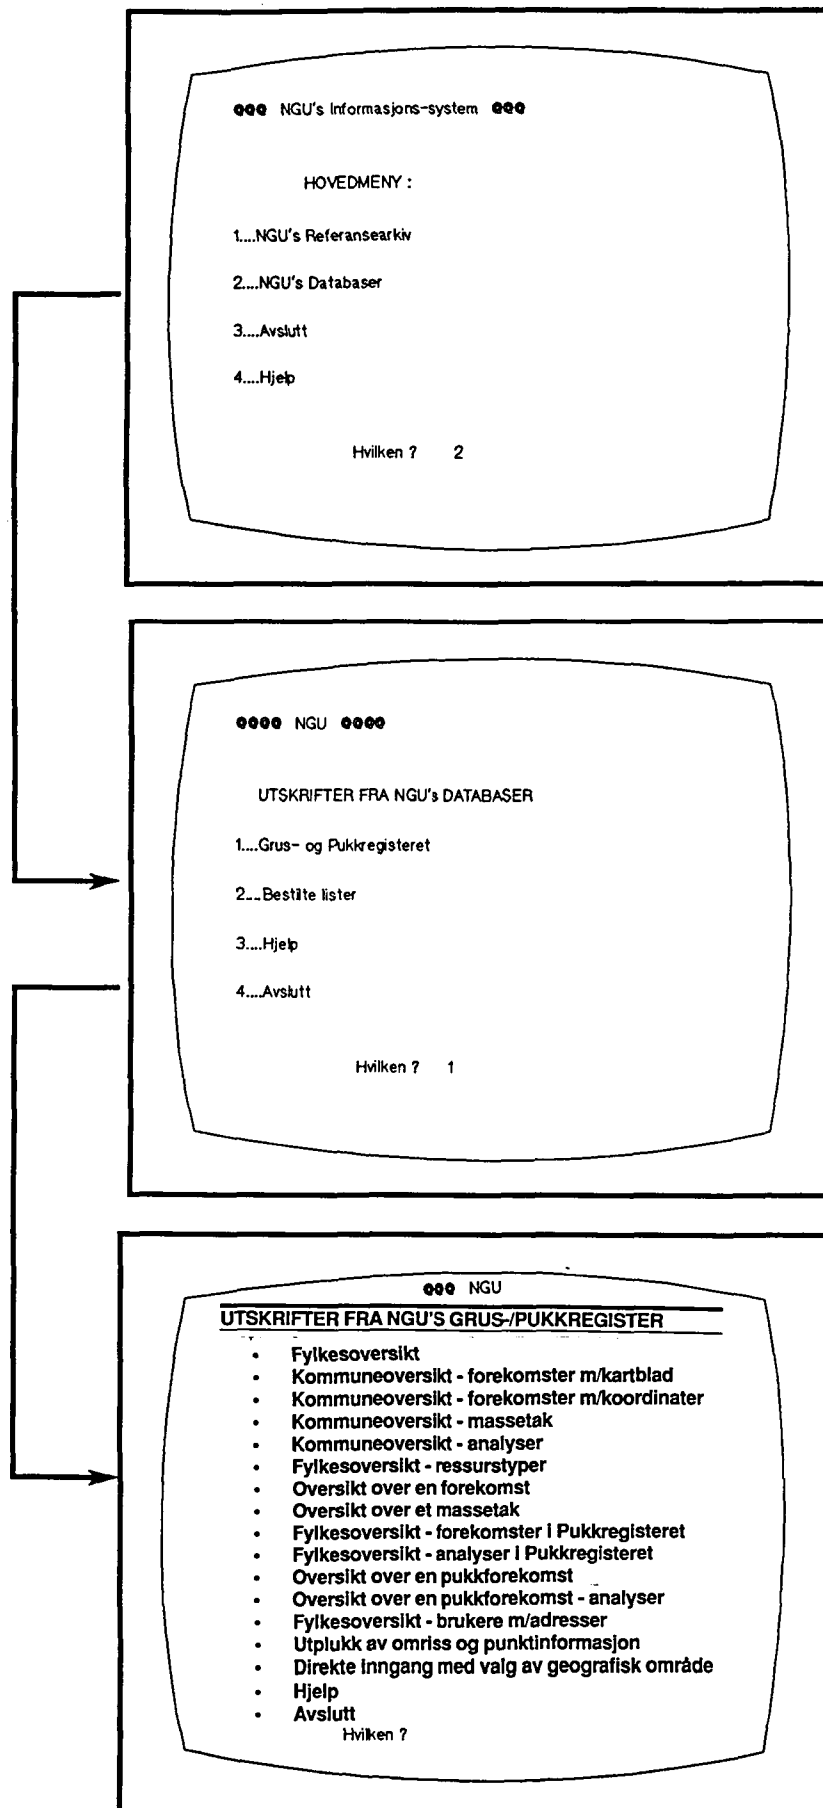 @@@ NGU's Informasjons-system @@@
HOVEDMENY :
1....NGU's Referansearkiv
2....NGU's Databaser
3....Avslutt
4....Hjelp
Hvilken ? 2
@@@@ NGU @@@@
UTSKRIFTER FRA NGU's DATABASER
1....Grus- og Pukkregisteret
2....Bestilte lister
3....Hjelp
4....Avslutt
Hvilken ? 1
@@@ NGU
UTSKRIFTER FRA NGU'S GRUS-/PUKKREGISTER
• Fylkesoversikt
• Kommuneoversikt - forekomster m/kartblad
• Kommuneoversikt - forekomster m/koordinater
• Kommuneoversikt - massetak
• Kommuneoversikt - analyser
• Fylkesoversikt - ressurstyper
• Oversikt over en forekomst
• Oversikt over et massetak
• Fylkesoversikt - forekomster i Pukkregisteret
• Fylkesoversikt - analyser i Pukkregisteret
• Oversikt over en pukkforekomst
• Oversikt over en pukkforekomst - analyser
• Fylkesoversikt - brukere m/adresser
• Utplukk av omriss og punktinformasjon
• Direkte inngang med valg av geografisk område
• Hjelp
• Avslutt
Hvilken ?